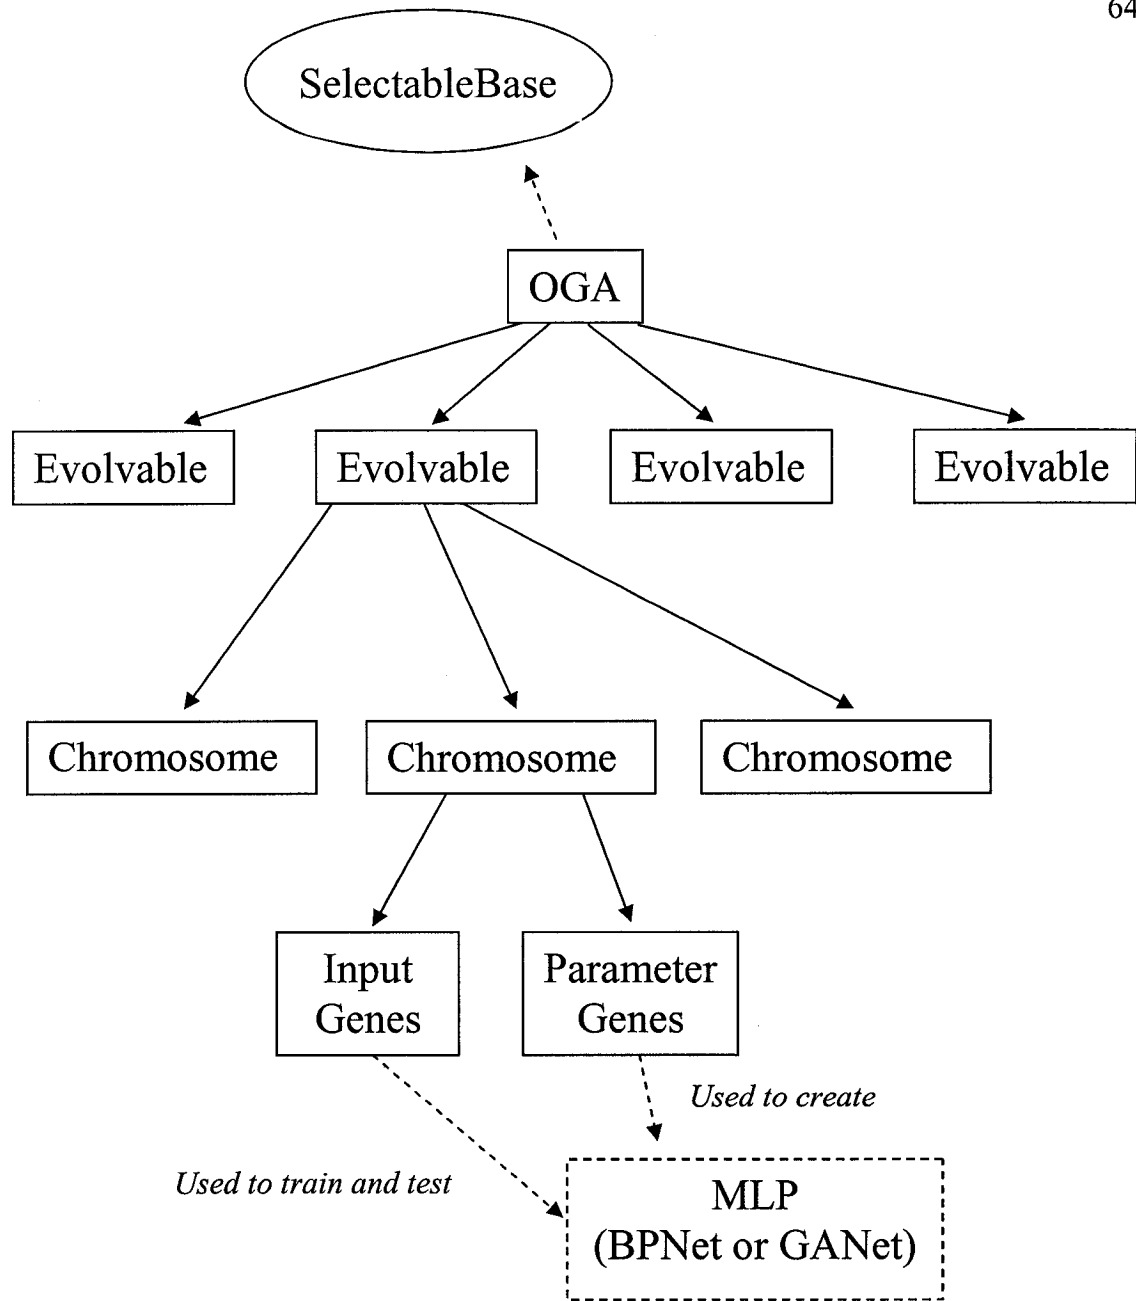 64
SelectableBase
OGA
Evolvable
Evolvable
Evolvable
Evolvable
Chromosome
Chromosome
Chromosome
Input
Genes
Parameter
Genes
Used to create
Used to train and test
MLP
(BPNet or GANet)